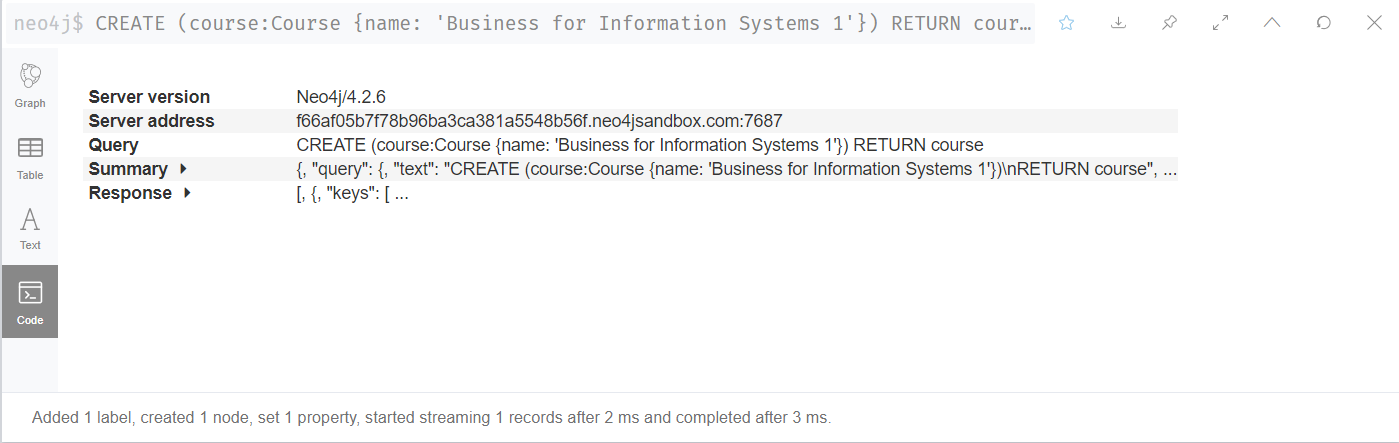 neo4j$ CREATE (course:Course {name: 'Business for Information Systems 1'}) RETURN cour…
Graph
Table
Text
Code
Server version Neo4j/4.2.6
Server address f66af05b7f78b96ba3ca381a5548b56f.neo4jsandbox.com:7687
Query CREATE (course:Course {name: 'Business for Information Systems 1'}) RETURN course
Summary {, "query": {, "text": "CREATE (course:Course {name: 'Business for Information Systems 1'})\nRETURN course", ...
Response [, {, "keys": [ ...
Added 1 label, created 1 node, set 1 property, started streaming 1 records after 2 ms and completed after 3 ms.